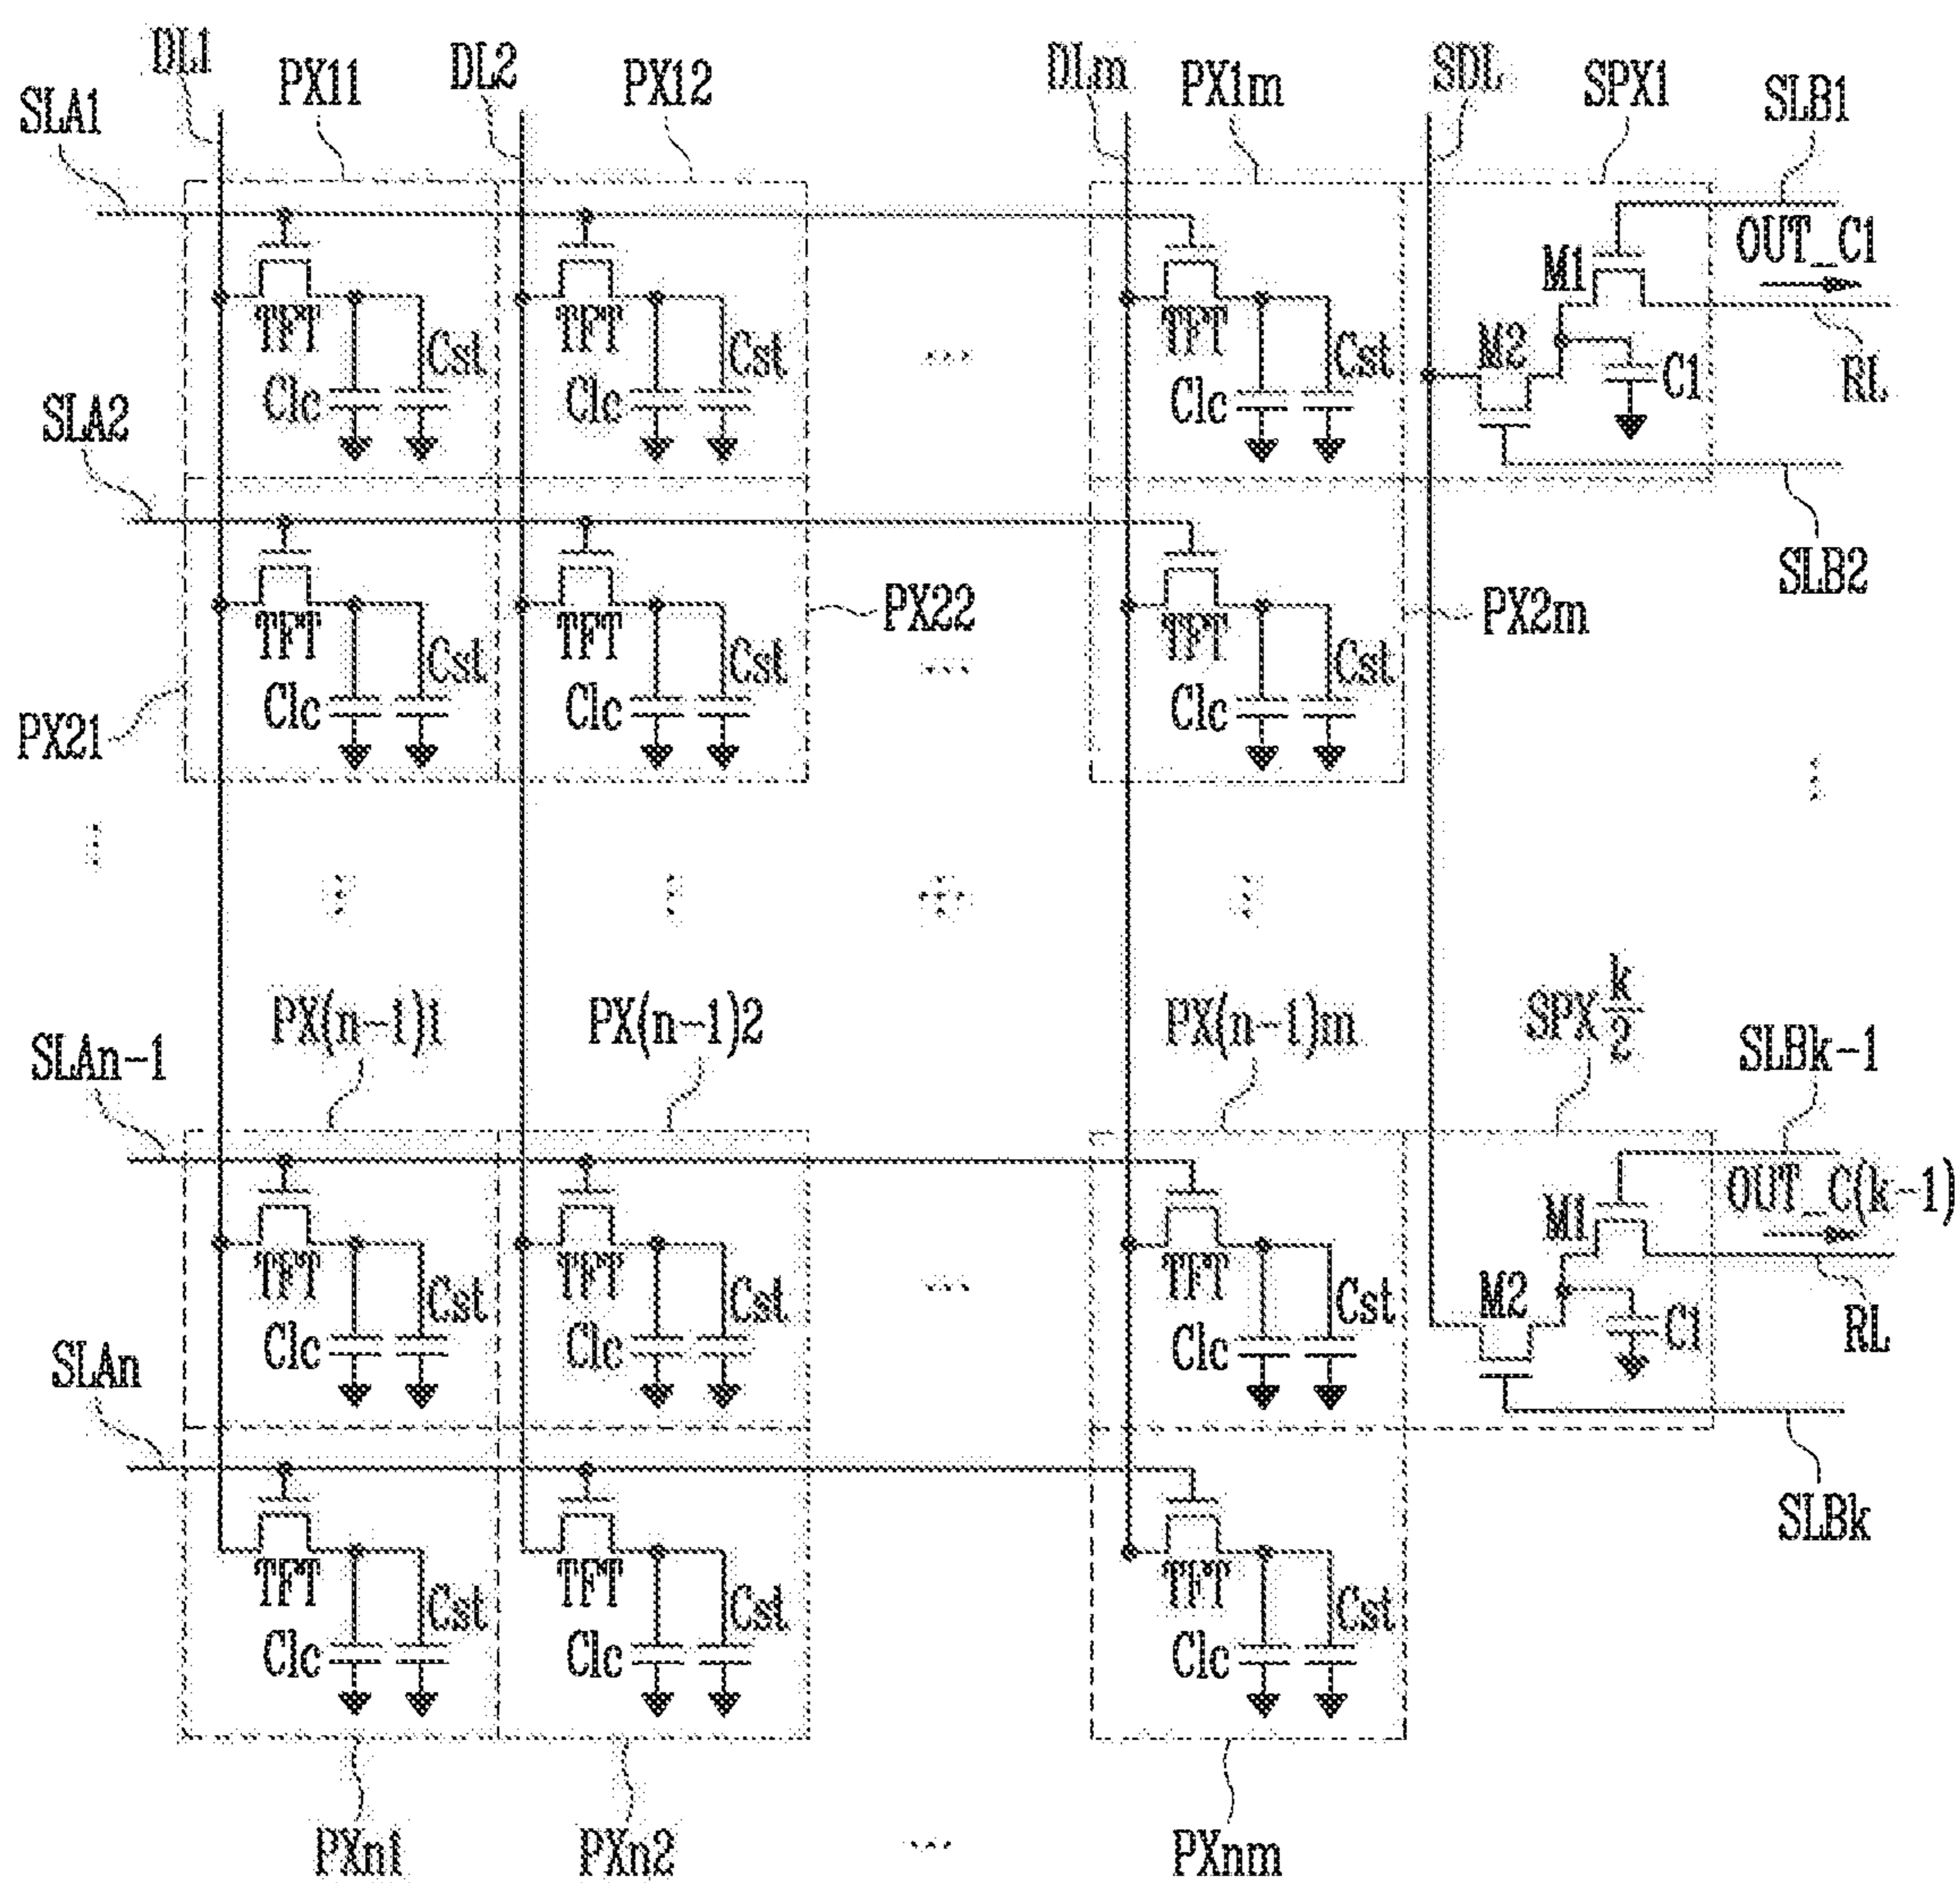 DL1 PX11 DL2 PX12 DLm PX1m SDL SPX1 SLB1
SLA1
OUT_C1
M1
TFT Cst TFT Cst TFT Cst M2 C1 RL
Clc Clc Clc
SLA2
SLB2
PX22 PX2m
TFT Cst TFT Cst TFT Cst
Clc Clc Clc
PX21
PX(n-1)1 PX(n-1)2 PX(n-1)m SPX k/2
SLAn-1 SLBk-1
OUT_C(k-1)
M1
TFT Cst TFT Cst TFT Cst M2 C1 RL
Clc Clc Clc
SLAn
SLBk
TFT Cst TFT Cst TFT Cst
Clc Clc Clc
PXn1 PXn2 ... PXnm